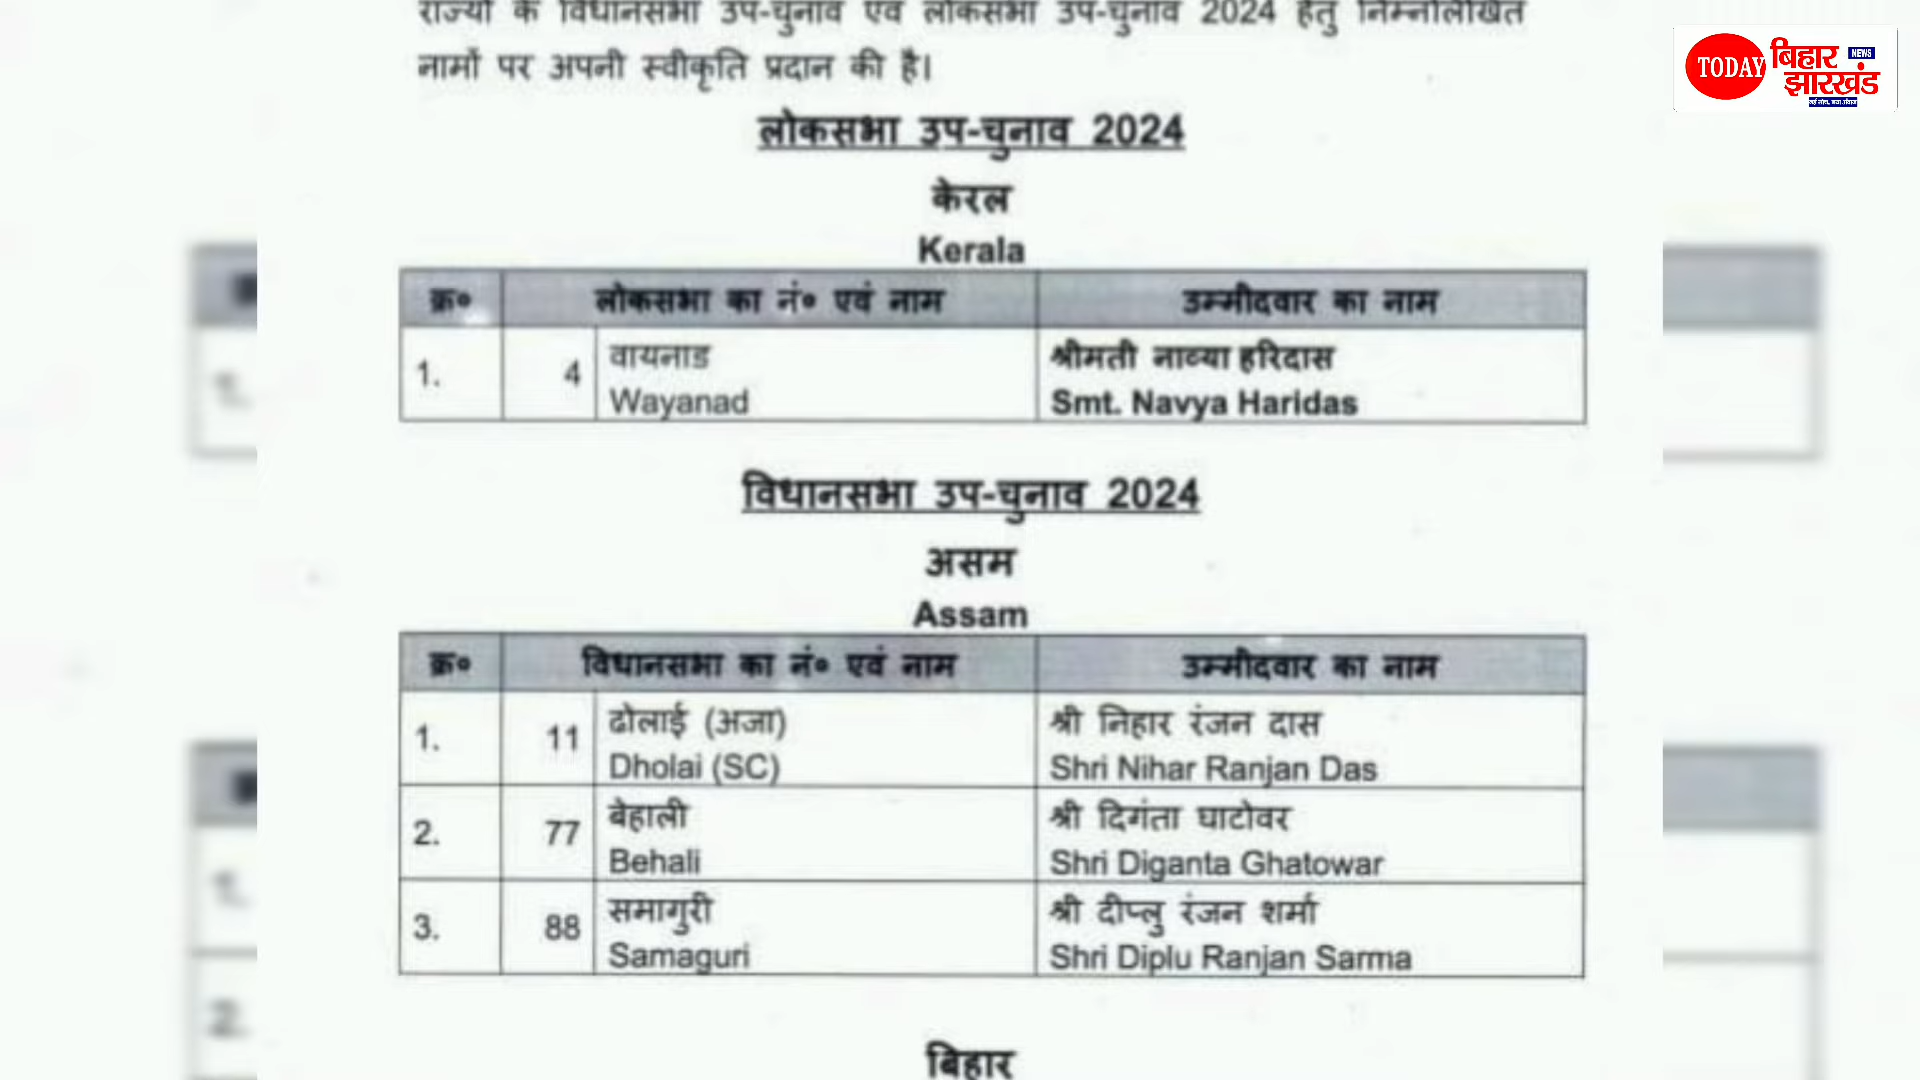 राज्यों के विधानसभा उप-चुनाव एवं लोकसभा उप-चुनाव 2024 हेतु निम्नलिखित
नामों पर अपनी स्वीकृति प्रदान की है।
TODAY बिहार NEWS
झारखंड
लोकसभा उप-चुनाव 2024
केरल
Kerala
क्र० लोकसभा का नं० एवं नाम उम्मीदवार का नाम
1. 4 वायनाड श्रीमती नाव्या हरिदास
Wayanad Smt. Navya Haridas
विधानसभा उप-चुनाव 2024
असम
Assam
क्र० विधानसभा का नं० एवं नाम उम्मीदवार का नाम
1. 11 ढोलाई (अजा) श्री निहार रंजन दास
Dholai (SC) Shri Nihar Ranjan Das
2. 77 बेहाली श्री दिगंता घाटोवर
Behali Shri Diganta Ghatowar
3. 88 समागुरी श्री दीप्लु रंजन शर्मा
Samaguri Shri Diplu Ranjan Sarma
बिहार